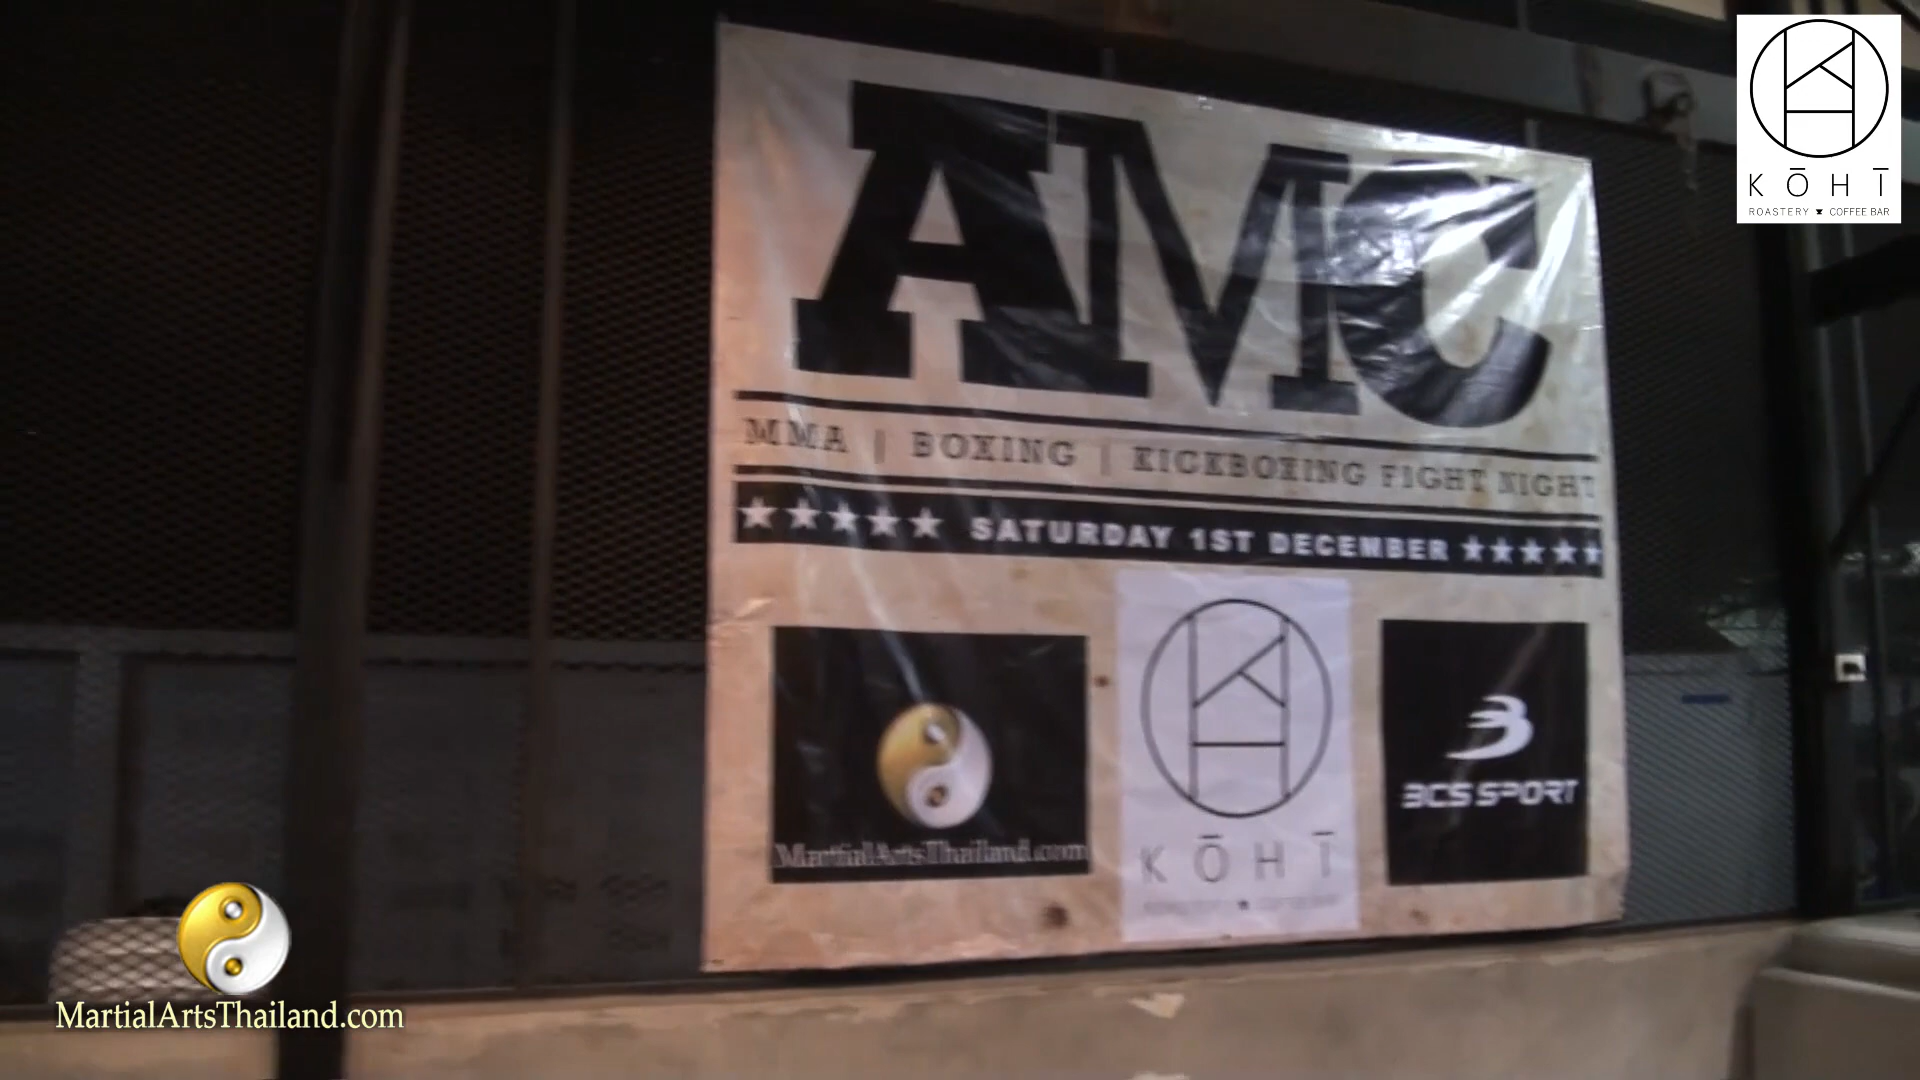 KŌHĪ
ROASTERY COFFEE BAR
AMC
MMA | BOXING | KICKBOXING FIGHT NIGHT
★★★★★ SATURDAY 1ST DECEMBER ★★★★★
MartialArtsThailand.com
KŌHĪ
BCS SPORT
MartialArtsThailand.com